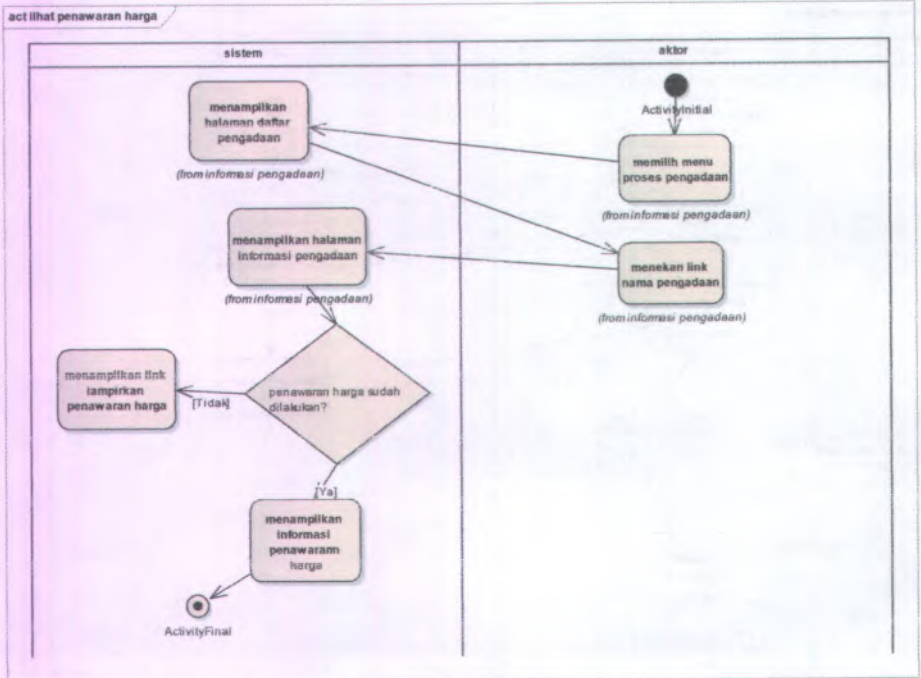 act lihat penawaran harga
sistem
aktor
ActivityInitial
menampilkan
halaman daftar
pengadaan
(from informasi pengadaan)
memilih menu
proses pengadaan
(from informasi pengadaan)
menampilkan halaman
informasi pengadaan
(from informasi pengadaan)
menekan link
nama pengadaan
(from informasi pengadaan)
menampilkan link
lampirkan
penawaran harga
[Tidak]
penawaran harga sudah
dilakukan?
[Ya]
menampilkan
informasi
penawarann
harga
ActivityFinal